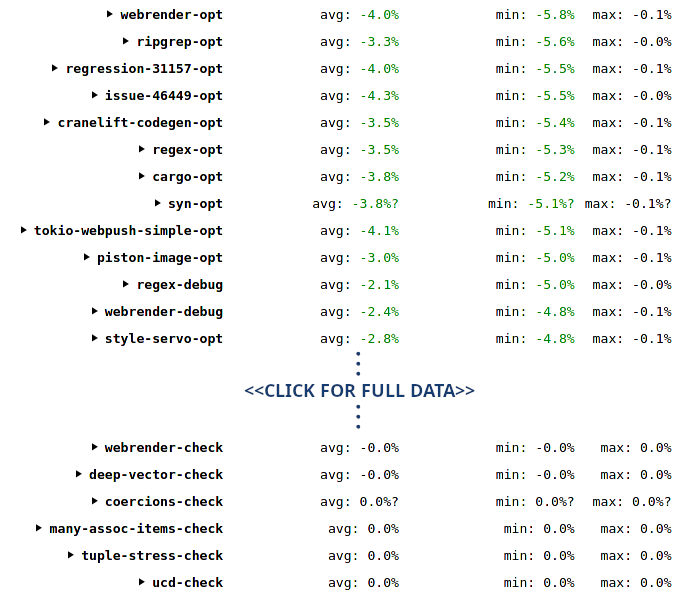 ▸ webrender-opt avg: -4.0% min: -5.8% max: -0.1%
▸ ripgrep-opt avg: -3.3% min: -5.6% max: -0.0%
▸ regression-31157-opt avg: -4.0% min: -5.5% max: -0.1%
▸ issue-46449-opt avg: -4.3% min: -5.5% max: -0.0%
▸ cranelift-codegen-opt avg: -3.5% min: -5.4% max: -0.1%
▸ regex-opt avg: -3.5% min: -5.3% max: -0.1%
▸ cargo-opt avg: -3.8% min: -5.2% max: -0.1%
▸ syn-opt avg: -3.8%? min: -5.1%? max: -0.1%?
▸ tokio-webpush-simple-opt avg: -4.1% min: -5.1% max: -0.1%
▸ piston-image-opt avg: -3.0% min: -5.0% max: -0.1%
▸ regex-debug avg: -2.1% min: -5.0% max: -0.0%
▸ webrender-debug avg: -2.4% min: -4.8% max: -0.1%
▸ style-servo-opt avg: -2.8% min: -4.8% max: -0.1%
<<CLICK FOR FULL DATA>>
▸ webrender-check avg: -0.0% min: -0.0% max: 0.0%
▸ deep-vector-check avg: -0.0% min: -0.0% max: 0.0%
▸ coercions-check avg: 0.0%? min: 0.0%? max: 0.0%?
▸ many-assoc-items-check avg: 0.0% min: 0.0% max: 0.0%
▸ tuple-stress-check avg: 0.0% min: 0.0% max: 0.0%
▸ ucd-check avg: 0.0% min: 0.0% max: 0.0%